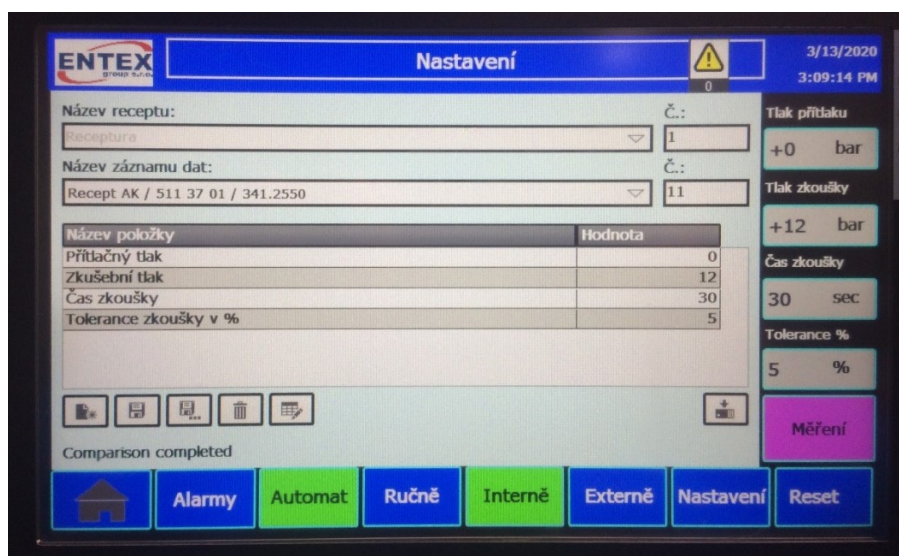 ENTEX
group s.r.o.
Nastavení
0
3/13/2020
3:09:14 PM
Název receptu:
Č.:
Receptura
1
Název záznamu dat:
Č.:
Recept AK / 511 37 01 / 341.2550
11
Název položky Hodnota
Přítlačný tlak 0
Zkušební tlak 12
Čas zkoušky 30
Tolerance zkoušky v % 5
Comparison completed
Tlak přítlaku
+0 bar
Tlak zkoušky
+12 bar
Čas zkoušky
30 sec
Tolerance %
5 %
Měření
Alarmy
Automat
Ručně
Interně
Externě
Nastavení
Reset